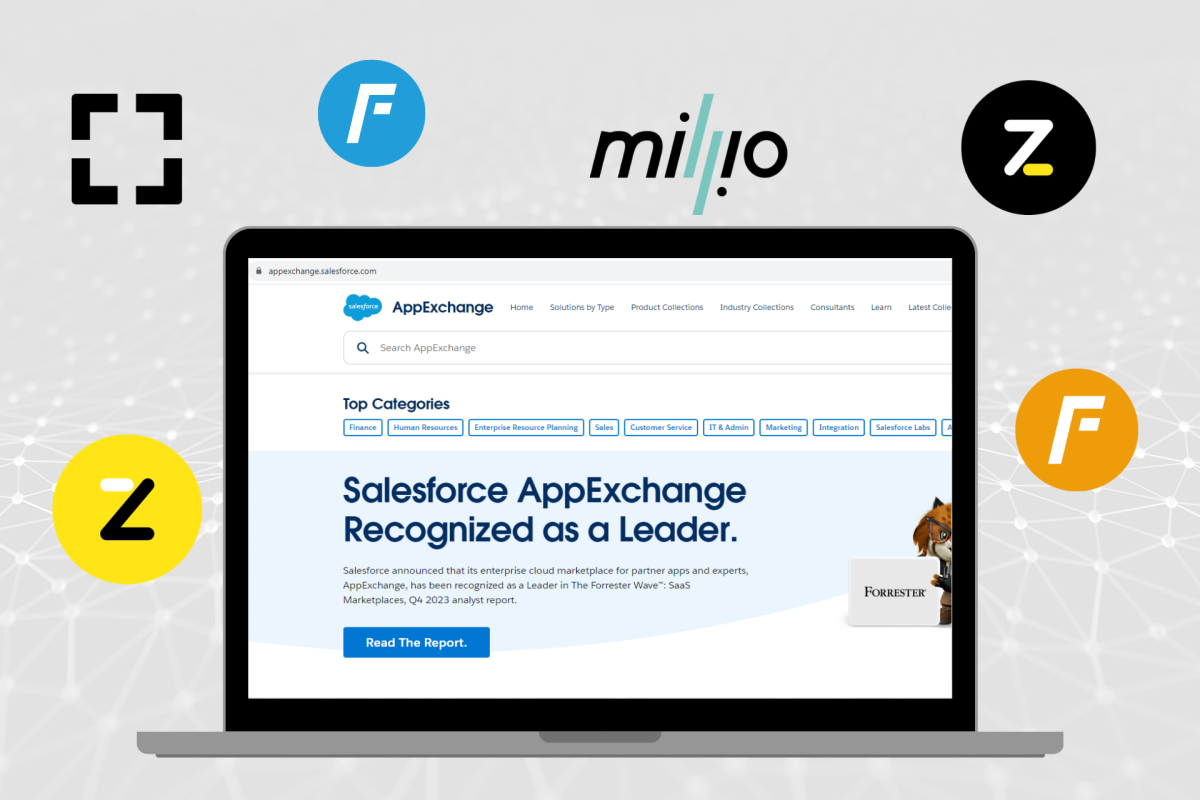 F
millio
Z
appexchange.salesforce.com
salesforce
AppExchange Home Solutions by Type Product Collections Industry Collections Consultants Learn Latest Colle
Search AppExchange
Top Categories
Finance Human Resources Enterprise Resource Planning Sales Customer Service IT & Admin Marketing Integration Salesforce Labs A
F
Z
Salesforce AppExchange
Recognized as a Leader.
Salesforce announced that its enterprise cloud marketplace for partner apps and experts,
AppExchange, has been recognized as a Leader in The Forrester Wave™: SaaS
Marketplaces, Q4 2023 analyst report.
FORRESTER®
Read The Report.